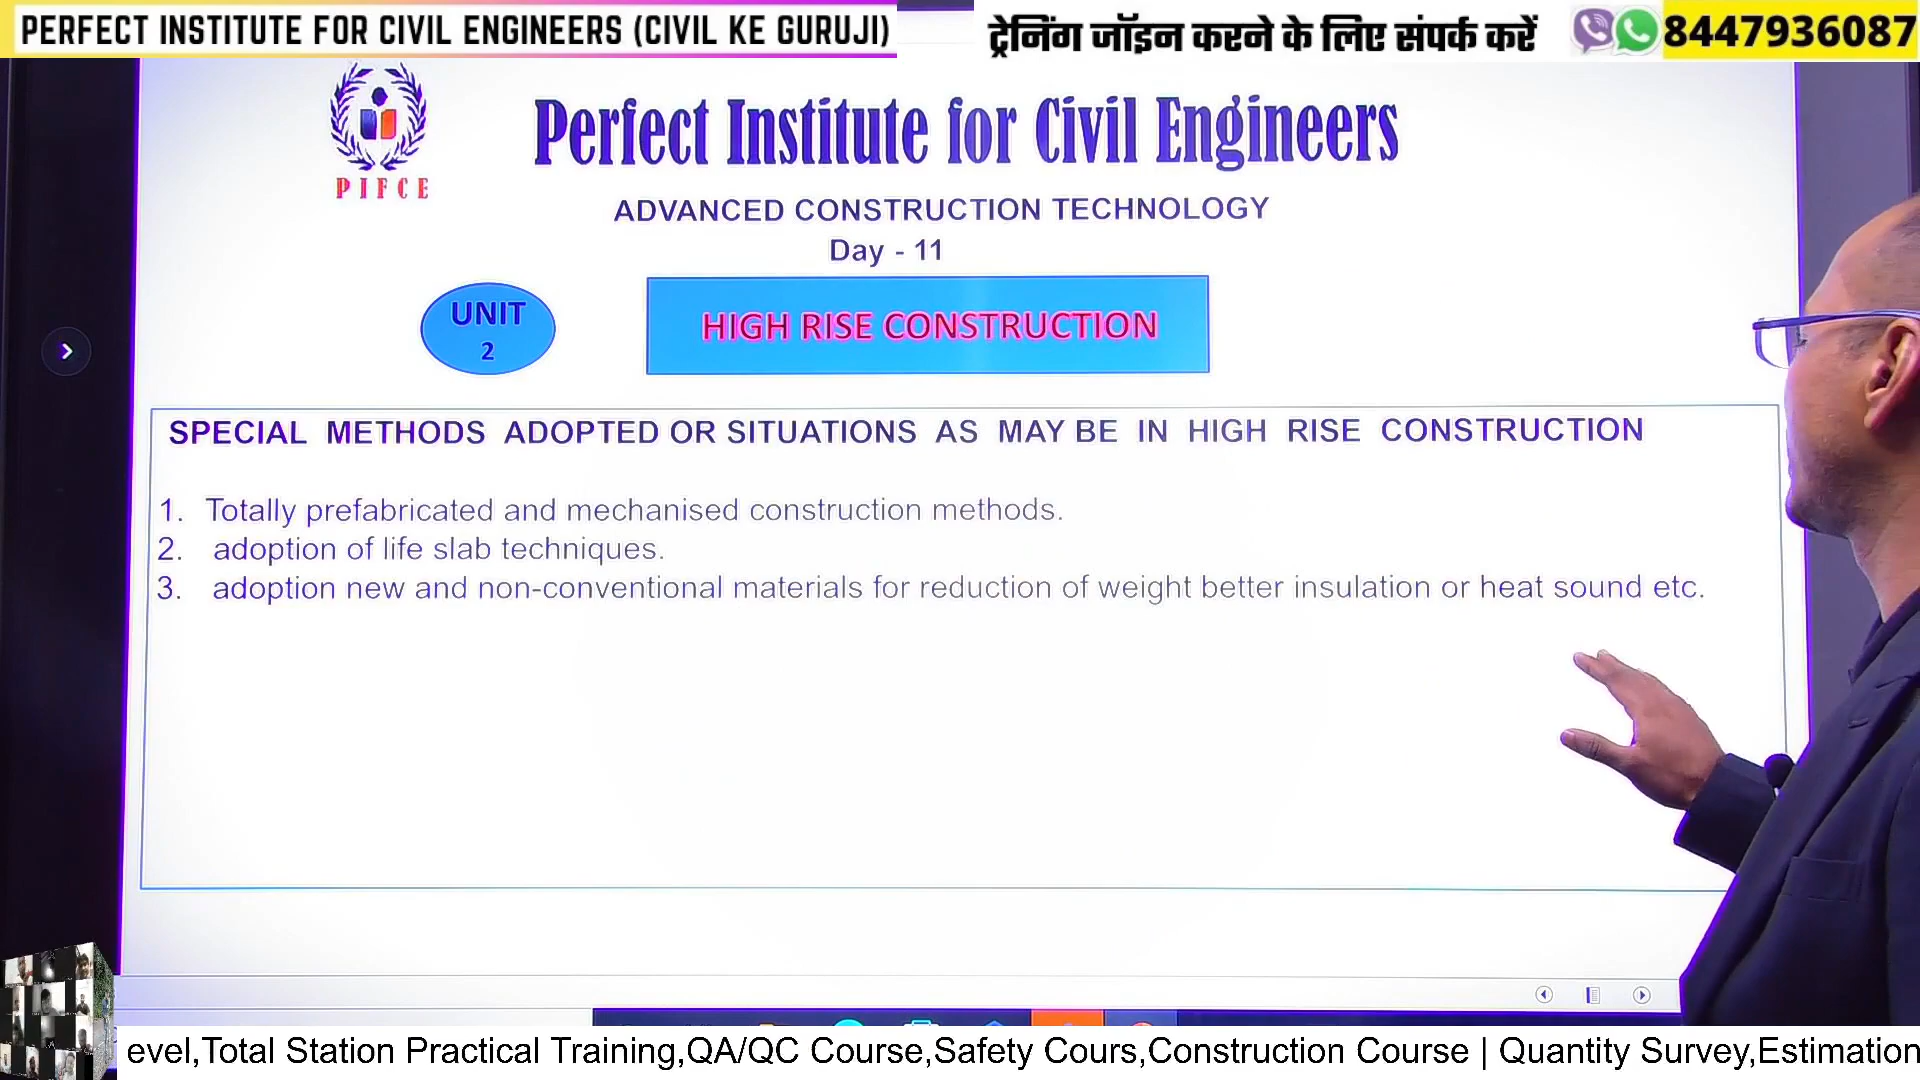 PERFECT INSTITUTE FOR CIVIL ENGINEERS (CIVIL KE GURUJI)
ट्रेनिंग जॉइन करने के लिए संपर्क करें
8447936087
PIFCE
Perfect Institute for Civil Engineers
ADVANCED CONSTRUCTION TECHNOLOGY
Day - 11
UNIT
2
HIGH RISE CONSTRUCTION
SPECIAL METHODS ADOPTED OR SITUATIONS AS MAY BE IN HIGH RISE CONSTRUCTION
1. Totally prefabricated and mechanised construction methods.
2. adoption of life slab techniques.
3. adoption new and non-conventional materials for reduction of weight better insulation or heat sound etc.
evel,Total Station Practical Training,QA/QC Course,Safety Cours,Construction Course | Quantity Survey,Estimation